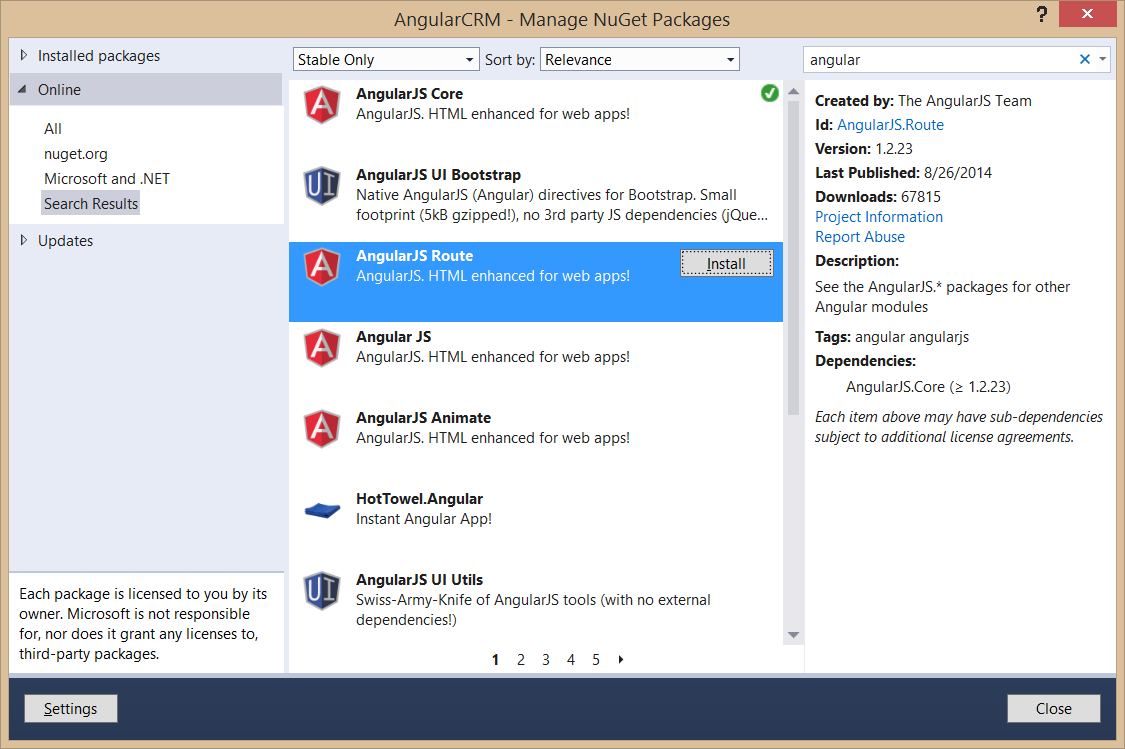 AngularCRM - Manage NuGet Packages
?
Installed packages
Online
All
nuget.org
Microsoft and .NET
Search Results
Updates
Each package is licensed to you by its
owner. Microsoft is not responsible
for, nor does it grant any licenses to,
third-party packages.
Stable Only
Sort by:
Relevance
AngularJS Core
AngularJS. HTML enhanced for web apps!
AngularJS UI Bootstrap
Native AngularJS (Angular) directives for Bootstrap. Small
footprint (5kB gzipped!), no 3rd party JS dependencies (jQue...
AngularJS Route
AngularJS. HTML enhanced for web apps!
Install
Angular JS
AngularJS. HTML enhanced for web apps!
AngularJS Animate
AngularJS. HTML enhanced for web apps!
HotTowel.Angular
Instant Angular App!
AngularJS UI Utils
Swiss-Army-Knife of AngularJS tools (with no external
dependencies!)
1 2 3 4 5
angular
Created by: The AngularJS Team
Id: AngularJS.Route
Version: 1.2.23
Last Published: 8/26/2014
Downloads: 67815
Project Information
Report Abuse
Description:
See the AngularJS.* packages for other
Angular modules
Tags: angular angularjs
Dependencies:
AngularJS.Core (≥ 1.2.23)
Each item above may have sub-dependencies
subject to additional license agreements.
Settings
Close